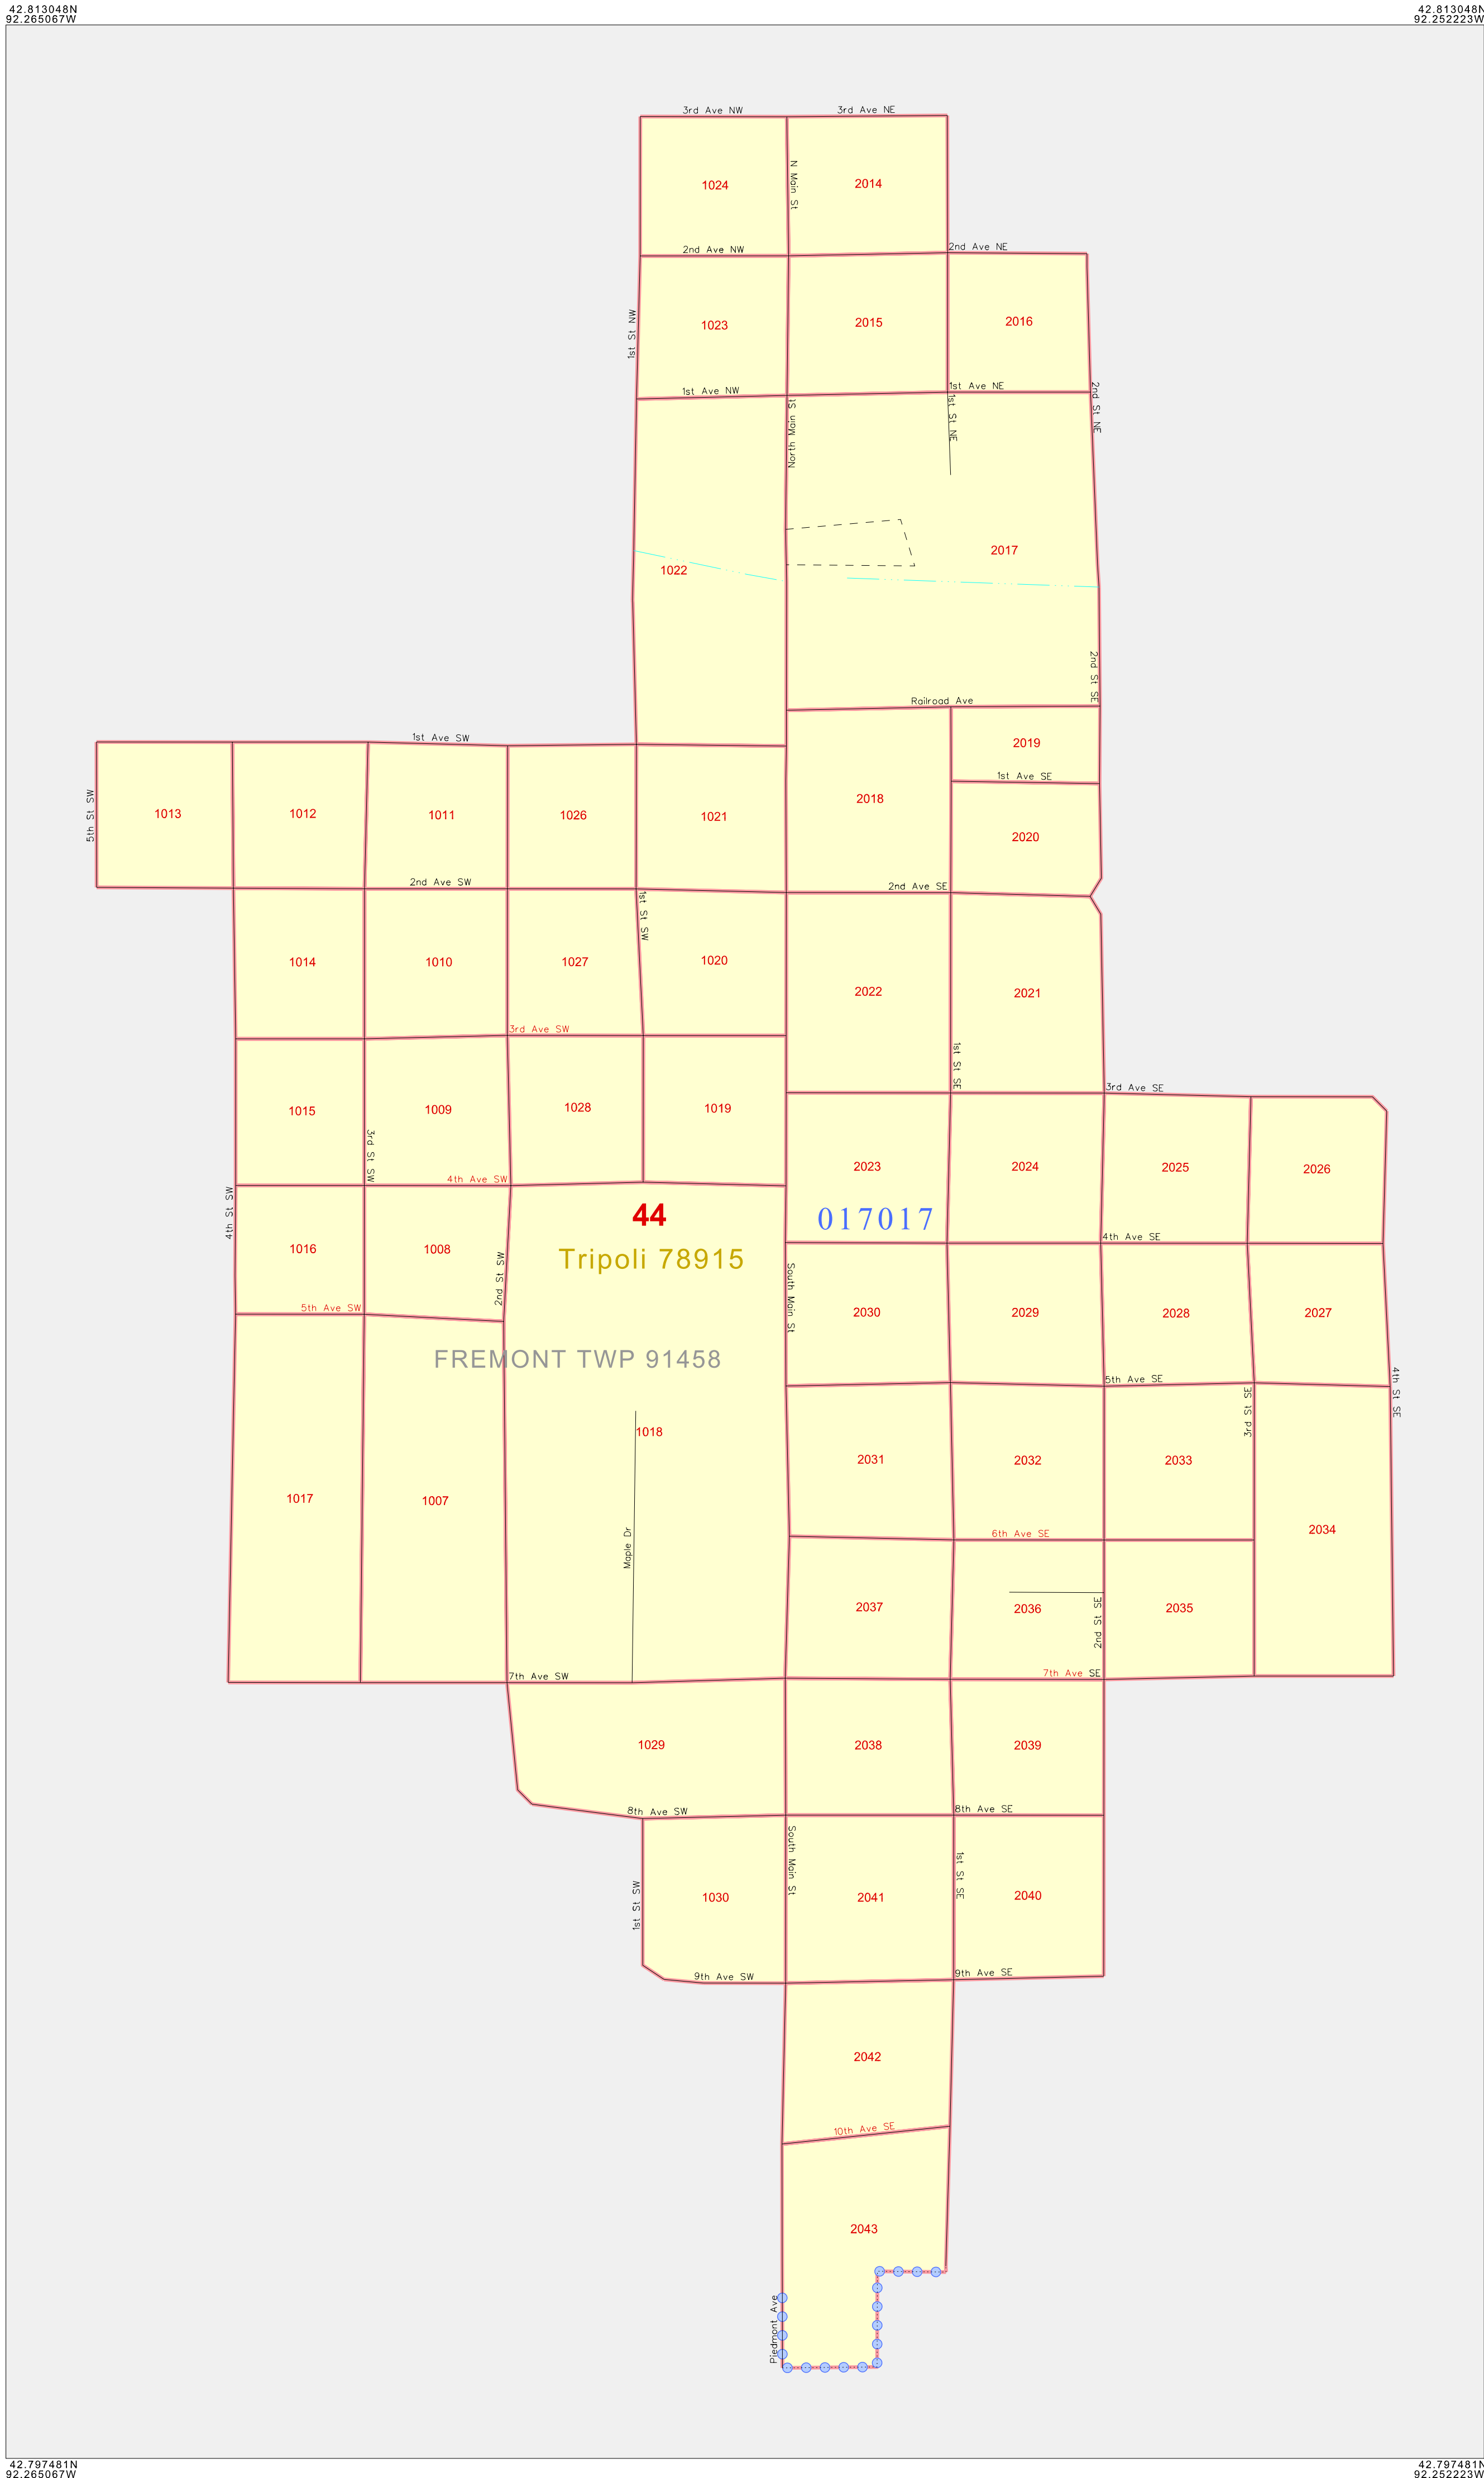 42.813048N
92.265067W
42.813048N
92.252223W
3rd Ave NW
3rd Ave NE
1024
N Main St
2014
2nd Ave NW
2nd Ave NE
1st St NW
1023
2015
2016
1st Ave NW
1st Ave NE
2nd St NE
North Main St
1st St NE
2017
1022
2nd St SE
Railroad Ave
1st Ave SW
2019
1st Ave SE
5th St SW
1013
1012
1011
1026
1021
2018
2020
2nd Ave SW
2nd Ave SE
1st St SW
1014
1010
1027
1020
2022
2021
3rd Ave SW
1st St SE
3rd Ave SE
1015
1009
1028
1019
3rd St SW
2023
2024
2025
2026
4th Ave SW
4th St SW
44
017017
4th Ave SE
1016
1008
2nd St SW
Tripoli 78915
South Main St
5th Ave SW
2030
2029
2028
2027
FREMONT TWP 91458
5th Ave SE
3rd St SE
4th St SE
1018
2031
2032
2033
1017
1007
Maple Dr
6th Ave SE
2034
2037
2036
2nd St SE
2035
7th Ave SW
7th Ave SE
1029
2038
2039
8th Ave SW
8th Ave SE
South Main St
1st St SE
1st St SW
1030
2041
2040
9th Ave SW
9th Ave SE
2042
10th Ave SE
2043
Piedmont Ave
42.797481N
92.265067W
42.797481N
92.252223W